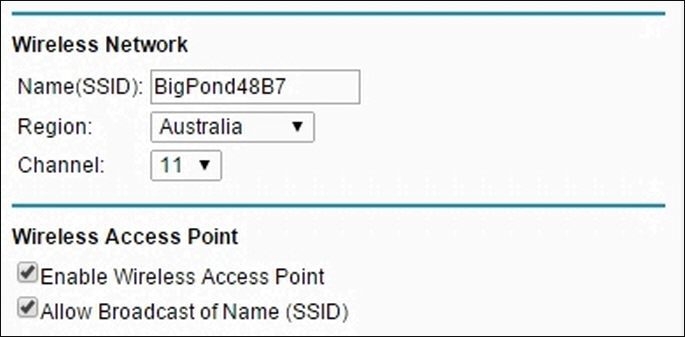 Wireless Network
Name(SSID): BigPond48B7
Region: Australia
Channel: 11
Wireless Access Point
Enable Wireless Access Point
Allow Broadcast of Name (SSID)